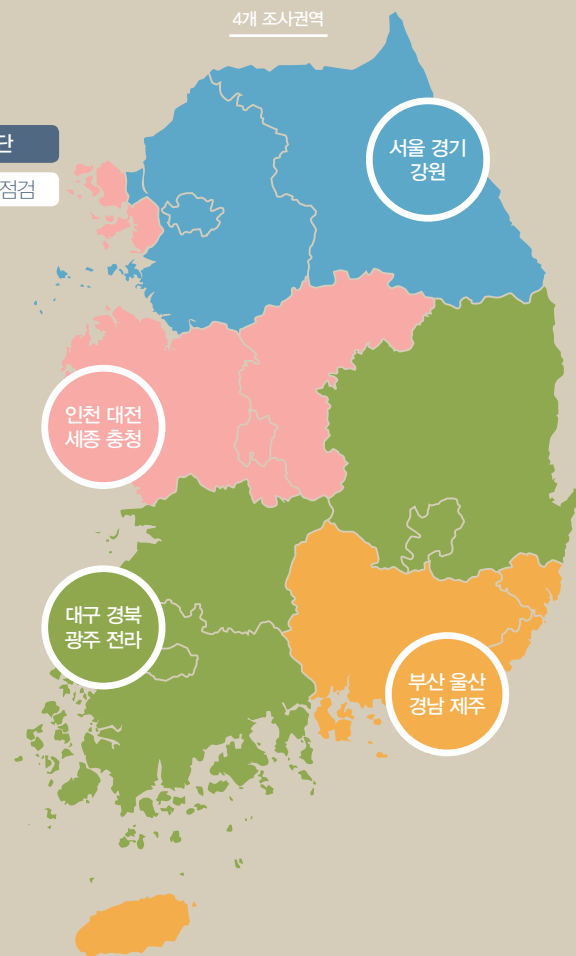 4개 조사권역
단
점검
서울 경기
강원
인천 대전
세종 충청
대구 경북
광주 전라
부산 울산
경남 제주